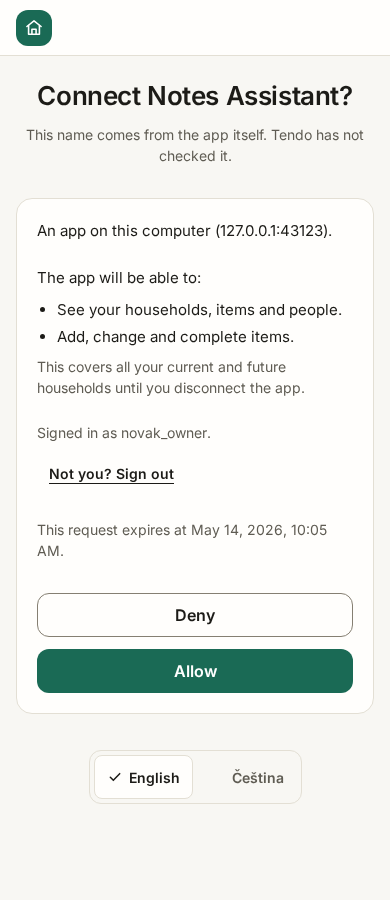 Connect Notes Assistant?
This name comes from the app itself. Tendo has not
checked it.
An app on this computer (127.0.0.1:43123).
The app will be able to:
• See your households, items and people.
• Add, change and complete items.
This covers all your current and future
households until you disconnect the app.
Signed in as novak_owner.
Not you? Sign out
This request expires at May 14, 2026, 10:05
AM.
Deny
Allow
English
Čeština